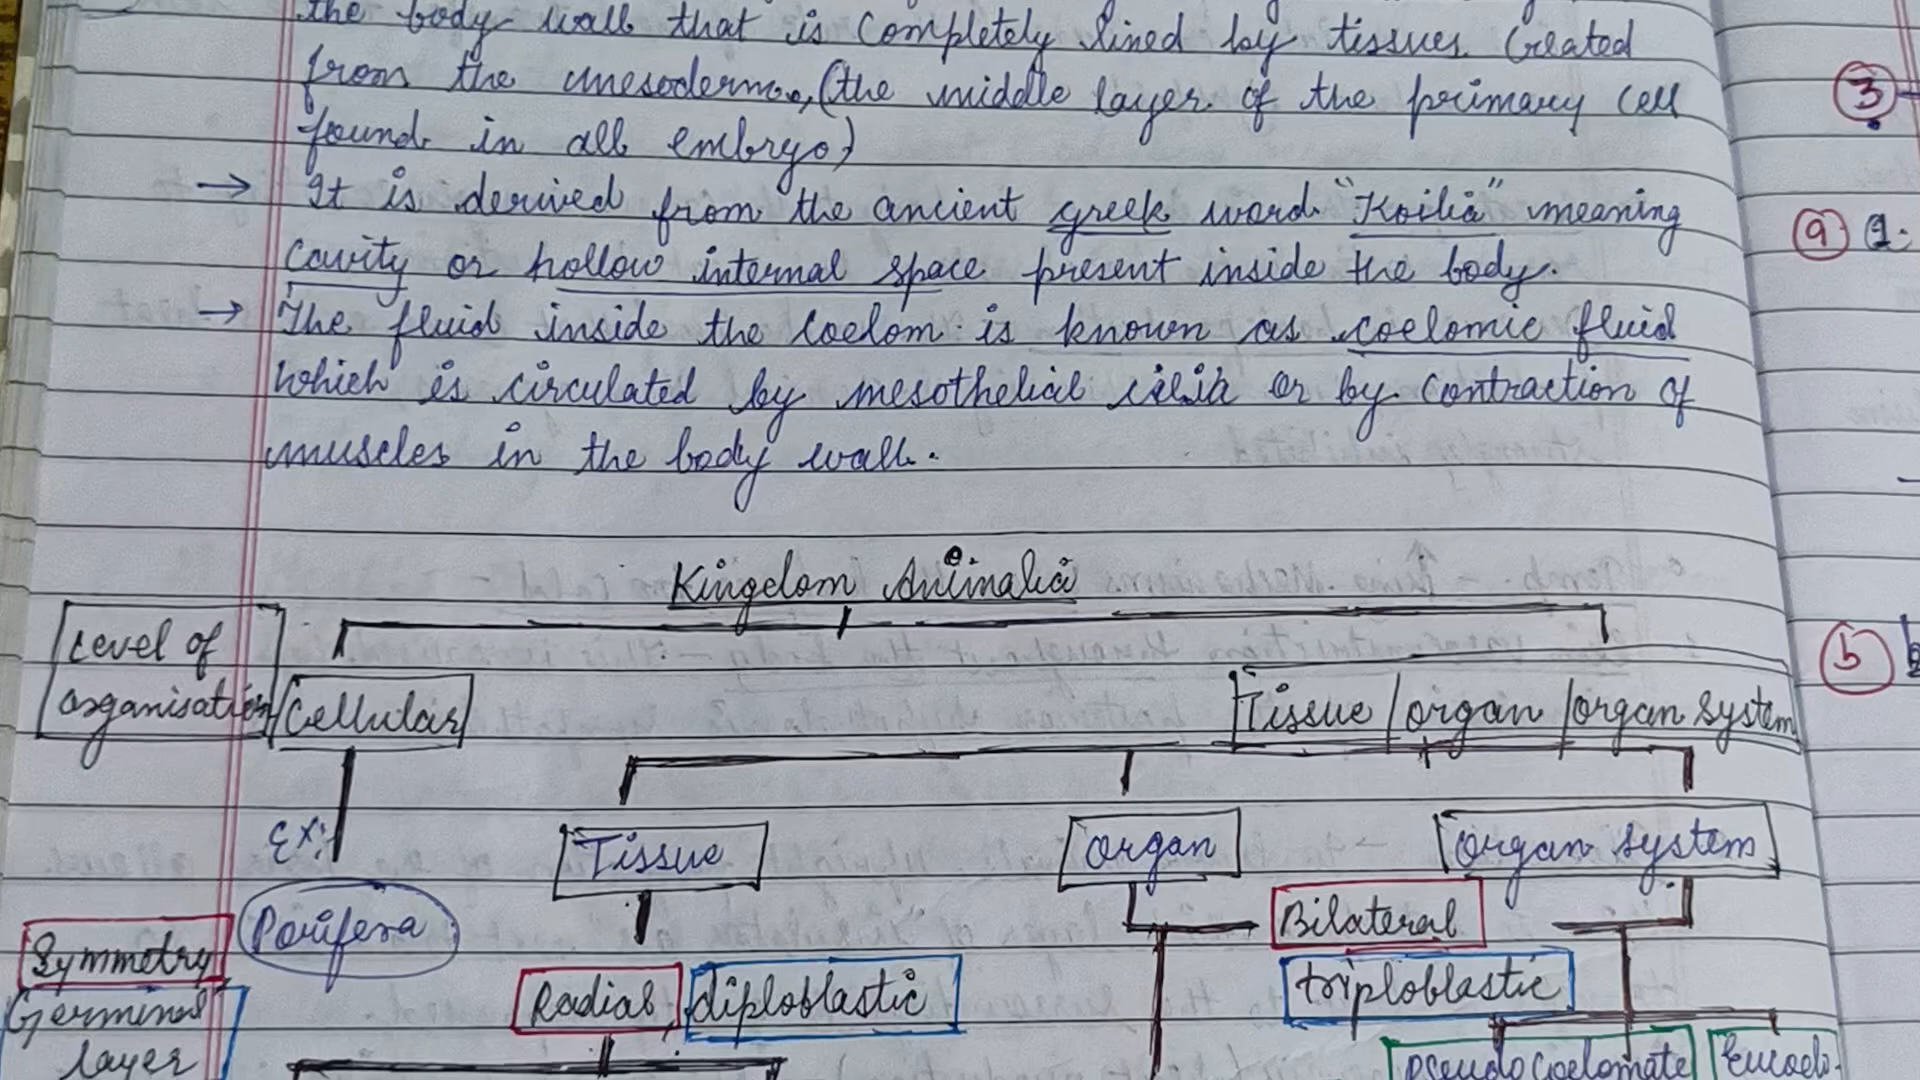 the body wall that is completely lined by tissues created
from the mesoderm, (the middle layer of the primary cell
found in all embryo)
→ It is derived from the ancient greek word "Koilia" meaning
cavity or hollow internal space present inside the body.
→ The fluid inside the coelom is known as coelomic fluid
which is circulated by mesothelial cilia or by contraction of
muscles in the body wall.
Kingdom Animalia
Level of
organisation
Cellular
Tissue/organ/organ system
Ex:
Tissue
organ
organ system
Porifera
Bilateral
Symmetry
Radial, diploblastic
triploblastic
Germinal
layer
Pseudocoelomate
Eucoelo-
3
a 1.
b